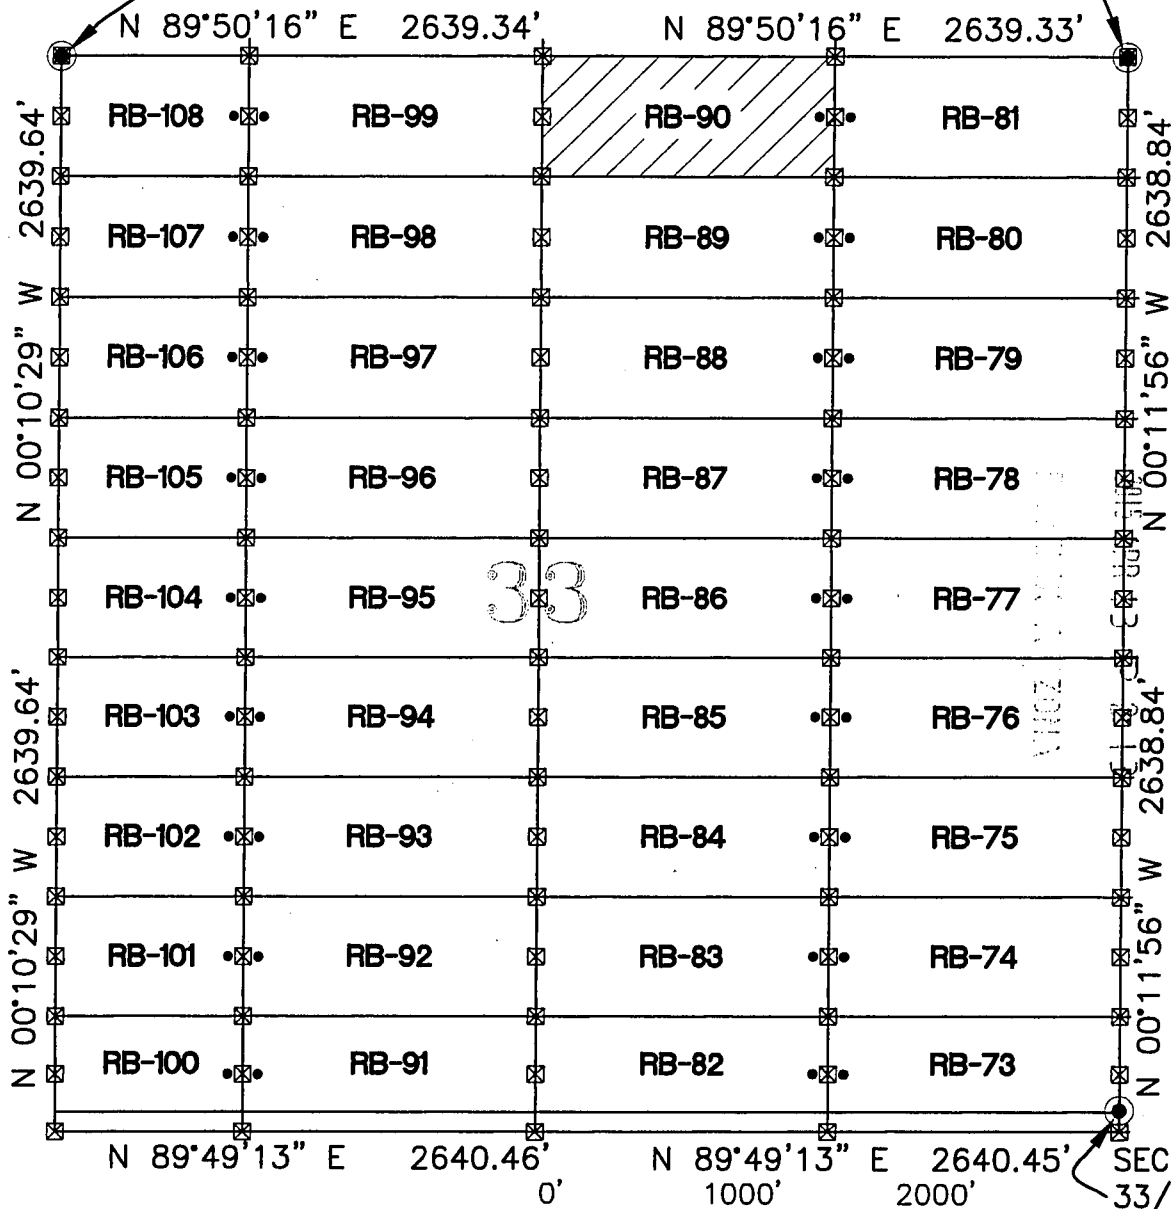 N 89°50'16" E 2639.34' N 89°50'16" E 2639.33'
RB-108 RB-99 RB-90 RB-81
RB-107 RB-98 RB-89 RB-80
RB-106 RB-97 RB-88 RB-79
RB-105 RB-96 RB-87 RB-78
RB-104 RB-95 RB-86 RB-77
33
RB-103 RB-94 RB-85 RB-76
RB-102 RB-93 RB-84 RB-75
RB-101 RB-92 RB-83 RB-74
RB-100 RB-91 RB-82 RB-73
N 00°10'29" W 2639.64'
N 00°10'29" W 2639.64'
N 00°11'56" W 2638.84'
N 00°11'56" W 2638.84'
N 89°49'13" E 2640.46' N 89°49'13" E 2640.45' SEC
0' 1000' 2000' 33/